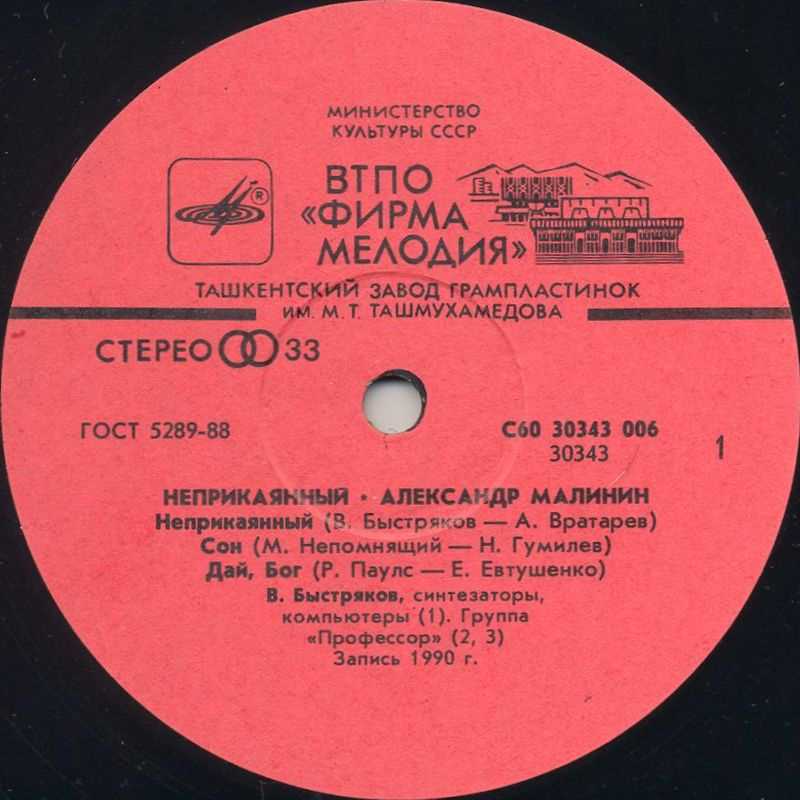 МИНИСТЕРСТВО
КУЛЬТУРЫ СССР
ВТПО
«ФИРМА
МЕЛОДИЯ»
®
ТАШКЕНТСКИЙ ЗАВОД ГРАМПЛАСТИНОК
ИМ. М. Т. ТАШМУХАМЕДОВА
СТЕРЕО 33
ГОСТ 5289-88
С60 30343 006
30343
1
НЕПРИКАЯННЫЙ · АЛЕКСАНДР МАЛИНИН
Неприкаянный (В. Быстряков — А. Вратарев)
Сон (М. Непомнящий — Н. Гумилев)
Дай, Бог (Р. Паулс — Е. Евтушенко)
В. Быстряков, синтезаторы,
компьютеры (1). Группа
«Профессор» (2, 3)
Запись 1990 г.